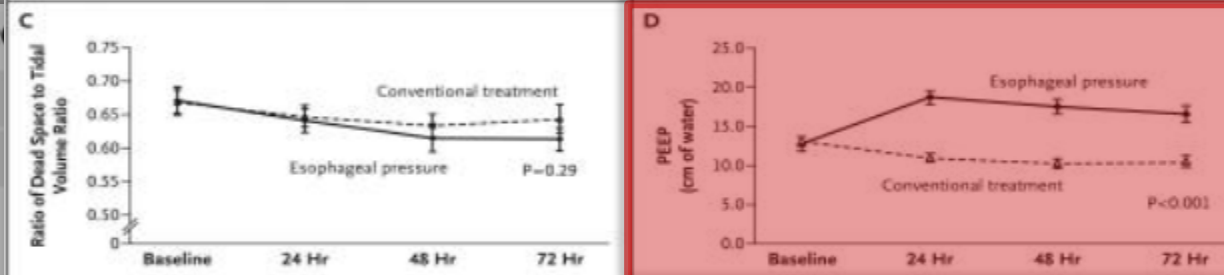 C
Ratio of Dead Space to Tidal
Volume Ratio
0.75
0.70
0.65
0.60
0.55
0.50
0
Conventional treatment
Esophageal pressure
P=0.29
Baseline 24 Hr 48 Hr 72 Hr
D
PEEP
(cm of water)
25.0
20.0
15.0
10.0
5.0
0.0
Esophageal pressure
Conventional treatment
P<0.001
Baseline 24 Hr 48 Hr 72 Hr